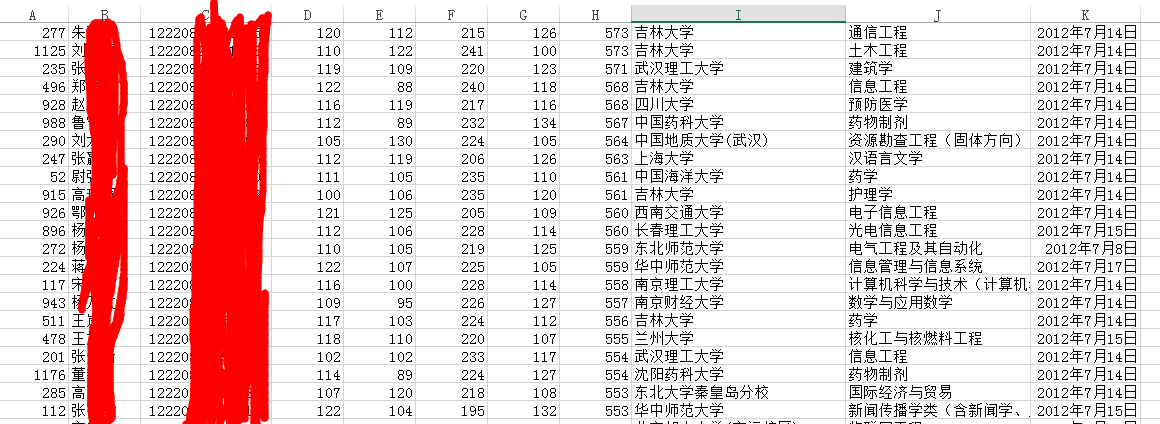 A B C D E F G H I J K
277 朱 122208 120 112 215 126 573 吉林大学 通信工程 2012年7月14日
1125 刘 122208 110 122 241 100 573 吉林大学 土木工程 2012年7月14日
235 张 122208 119 109 220 123 571 武汉理工大学 建筑学 2012年7月14日
496 郑 122208 122 88 240 118 568 吉林大学 信息工程 2012年7月14日
928 赵 122208 116 119 217 116 568 四川大学 预防医学 2012年7月14日
988 鲁 122208 112 89 232 134 567 中国药科大学 药物制剂 2012年7月14日
290 刘 122208 105 130 224 105 564 中国地质大学(武汉) 资源勘查工程（固体方向） 2012年7月14日
247 张 122208 112 119 206 126 563 上海大学 汉语言文学 2012年7月14日
52 尉 122208 111 105 235 110 561 中国海洋大学 药学 2012年7月14日
915 高 122208 100 106 235 120 561 吉林大学 护理学 2012年7月14日
926 鄂 122208 121 125 205 109 560 西南交通大学 电子信息工程 2012年7月14日
896 杨 122208 112 106 228 114 560 长春理工大学 光电信息工程 2012年7月15日
272 杨 122208 110 105 219 125 559 东北师范大学 电气工程及其自动化 2012年7月8日
224 蒋 122208 122 107 225 105 559 华中师范大学 信息管理与信息系统 2012年7月17日
117 宋 122208 116 100 228 114 558 南京理工大学 计算机科学与技术（计算机 2012年7月14日
943 杨 122208 109 95 226 127 557 南京财经大学 数学与应用数学 2012年7月14日
511 王 122208 117 103 224 112 556 吉林大学 药学 2012年7月14日
478 王 122208 118 110 220 107 555 兰州大学 核化工与核燃料工程 2012年7月15日
201 张 122208 102 102 233 117 554 武汉理工大学 信息工程 2012年7月14日
1176 董 122208 114 89 224 127 554 沈阳药科大学 药物制剂 2012年7月14日
285 高 122208 107 120 218 108 553 东北大学秦皇岛分校 国际经济与贸易 2012年7月14日
112 张 122208 122 104 195 132 553 华中师范大学 新闻传播学类（含新闻学、 2012年7月15日